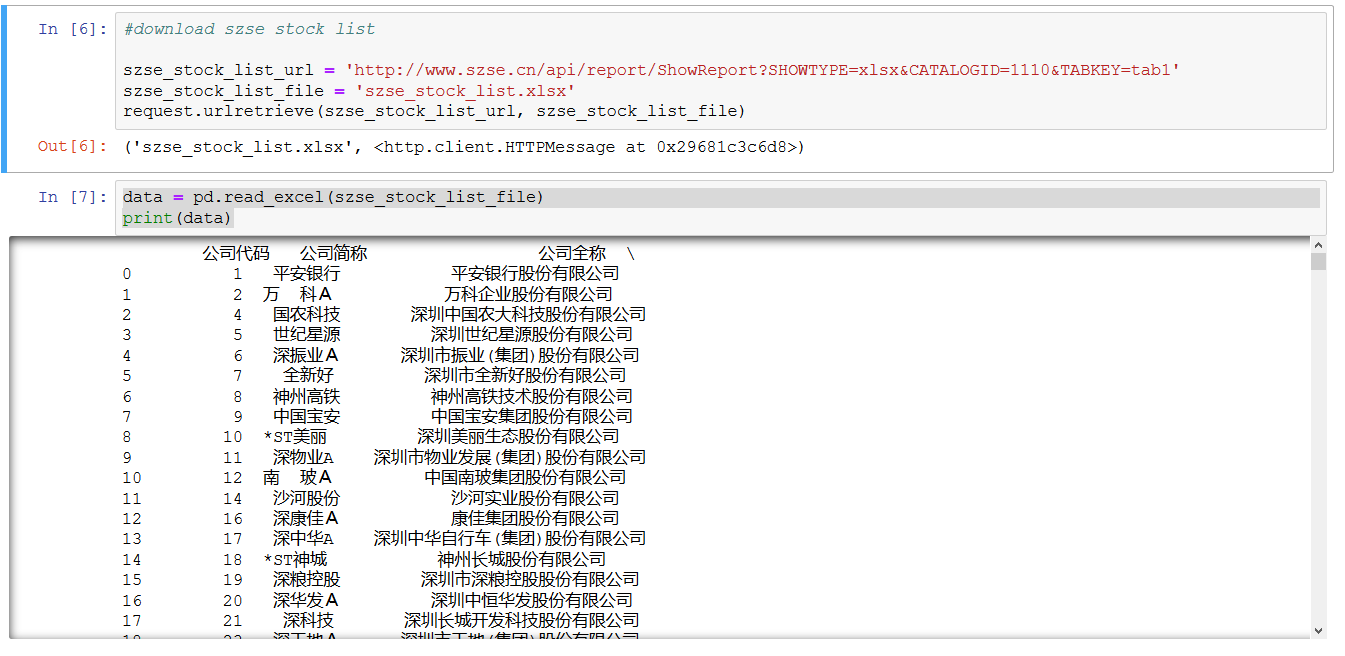 In [6]: #download szse stock list
szse_stock_list_url = 'http://www.szse.cn/api/report/ShowReport?SHOWTYPE=xlsx&CATALOGID=1110&TABKEY=tab1'
szse_stock_list_file = 'szse_stock_list.xlsx'
request.urlretrieve(szse_stock_list_url, szse_stock_list_file)
Out[6]: ('szse_stock_list.xlsx', <http.client.HTTPMessage at 0x29681c3c6d8>)
In [7]: data = pd.read_excel(szse_stock_list_file)
print(data)
公司代码 公司简称 公司全称 \
0 1 平安银行 平安银行股份有限公司
1 2 万 科Ａ 万科企业股份有限公司
2 4 国农科技 深圳中国农大科技股份有限公司
3 5 世纪星源 深圳世纪星源股份有限公司
4 6 深振业Ａ 深圳市振业(集团)股份有限公司
5 7 全新好 深圳市全新好股份有限公司
6 8 神州高铁 神州高铁技术股份有限公司
7 9 中国宝安 中国宝安集团股份有限公司
8 10 *ST美丽 深圳美丽生态股份有限公司
9 11 深物业A 深圳市物业发展(集团)股份有限公司
10 12 南 玻Ａ 中国南玻集团股份有限公司
11 14 沙河股份 沙河实业股份有限公司
12 16 深康佳Ａ 康佳集团股份有限公司
13 17 深中华A 深圳中华自行车(集团)股份有限公司
14 18 *ST神城 神州长城股份有限公司
15 19 深粮控股 深圳市深粮控股股份有限公司
16 20 深华发Ａ 深圳中恒华发股份有限公司
17 21 深科技 深圳长城开发科技股份有限公司